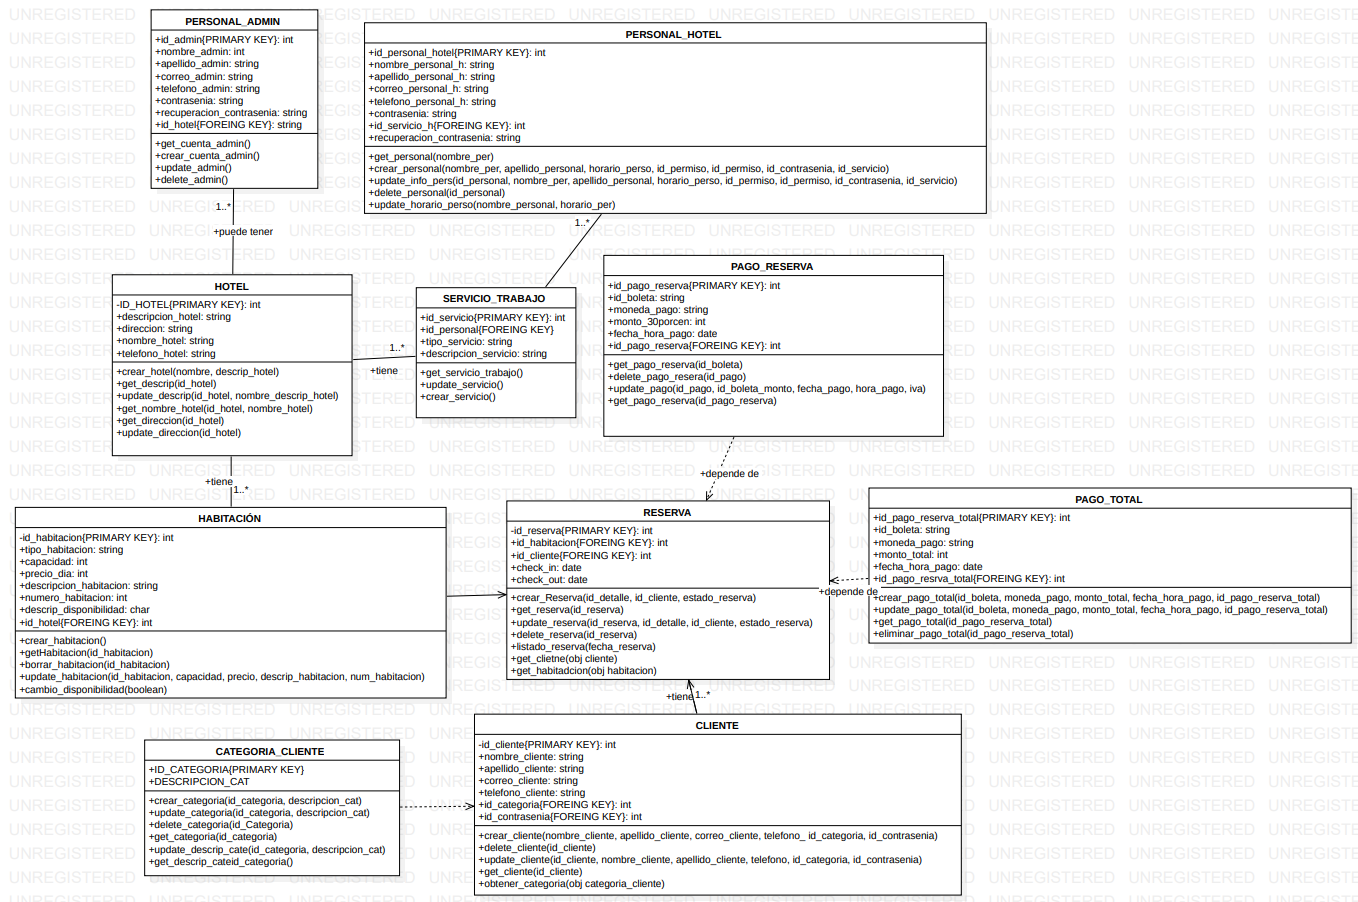 PERSONAL_ADMIN
+id_admin{PRIMARY KEY}: int
+nombre_admin: int
+apellido_admin: string
+correo_admin: string
+telefono_admin: string
+contrasenia: string
+recuperacion_contrasenia: string
+id_hotel{FOREING KEY}: string
+get_cuenta_admin()
+crear_cuenta_admin()
+update_admin()
+delete_admin()
1..*
+puede tener
PERSONAL_HOTEL
+id_personal_hotel{PRIMARY KEY}: int
+nombre_personal_h: string
+apellido_personal_h: string
+correo_personal_h: string
+telefono_personal_h: string
+contrasenia: string
+id_servicio_h{FOREING KEY}: int
+recuperacion_contrasenia: string
+get_personal(nombre_per)
+crear_personal(nombre_per, apellido_personal, horario_perso, id_permiso, id_permiso, id_contrasenia, id_servicio)
+update_info_pers(id_personal, nombre_per, apellido_personal, horario_perso, id_permiso, id_permiso, id_contrasenia, id_servicio)
+delete_personal(id_personal)
+update_horario_perso(nombre_personal, horario_per)
1..*
HOTEL
-ID_HOTEL{PRIMARY KEY}: int
+descripcion_hotel: string
+direccion: string
+nombre_hotel: string
+telefono_hotel: string
+crear_hotel(nombre, descrip_hotel)
+get_descrip(id_hotel)
+update_descrip(id_hotel, nombre_descrip_hotel)
+get_nombre_hotel(id_hotel, nombre_hotel)
+get_direccion(id_hotel)
+update_direccion(id_hotel)
1..*
+tiene
SERVICIO_TRABAJO
+id_servicio{PRIMARY KEY}: int
+id_personal{FOREING KEY}
+tipo_servicio: string
+descripcion_servicio: string
+get_servicio_trabajo()
+update_servicio()
+crear_servicio()
PAGO_RESERVA
+id_pago_reserva{PRIMARY KEY}: int
+id_boleta: string
+moneda_pago: string
+monto_30porcen: int
+fecha_hora_pago: date
+id_pago_reserva{FOREING KEY}: int
+get_pago_reserva(id_boleta)
+delete_pago_resera(id_pago)
+update_pago(id_pago, id_boleta_monto, fecha_pago, hora_pago, iva)
+get_pago_reserva(id_pago_reserva)
+depende de
+tiene
1..*
HABITACIÓN
-id_habitacion{PRIMARY KEY}: int
+tipo_habitacion: string
+capacidad: int
+precio_dia: int
+descripcion_habitacion: string
+numero_habitacion: int
+descrip_disponibilidad: char
+id_hotel{FOREING KEY}: int
+crear_habitacion()
+getHabitacion(id_habitacion)
+borrar_habitacion(id_habitacion)
+update_habitacion(id_habitacion, capacidad, precio, descrip_habitacion, num_habitacion)
+cambio_disponibilidad(boolean)
RESERVA
-id_reserva{PRIMARY KEY}: int
+id_habitacion{FOREING KEY}: int
+id_cliente{FOREING KEY}: int
+check_in: date
+check_out: date
+crear_Reserva(id_detalle, id_cliente, estado_reserva)
+get_reserva(id_reserva)
+update_reserva(id_reserva, id_detalle, id_cliente, estado_reserva)
+delete_reserva(id_reserva)
+listado_reserva(fecha_reserva)
+get_clietne(obj cliente)
+get_habitadcion(obj habitacion)
+depende de
PAGO_TOTAL
+id_pago_reserva_total{PRIMARY KEY}: int
+id_boleta: string
+moneda_pago: string
+monto_total: int
+fecha_hora_pago: date
+id_pago_resrva_total{FOREING KEY}: int
+crear_pago_total(id_boleta, moneda_pago, monto_total, fecha_hora_pago, id_pago_reserva_total)
+update_pago_total(id_boleta, moneda_pago, monto_total, fecha_hora_pago, id_pago_reserva_total)
+get_pago_total(id_pago_reserva_total)
+eliminar_pago_total(id_pago_reserva_total)
+tiene 1..*
CATEGORIA_CLIENTE
+ID_CATEGORIA{PRIMARY KEY}
+DESCRIPCION_CAT
+crear_categoria(id_categoria, descripcion_cat)
+update_categoria(id_categoria, descripcion_cat)
+delete_categoria(id_Categoria)
+get_categoria(id_categoria)
+update_descrip_cate(id_categoria, descripcion_cat)
+get_descrip_cateid_categoria()
CLIENTE
-id_cliente{PRIMARY KEY}: int
+nombre_cliente: string
+apellido_cliente: string
+correo_cliente: string
+telefono_cliente: string
+id_categoria{FOREING KEY}: int
+id_contrasenia{FOREING KEY}: int
+crear_cliente(nombre_cliente, apellido_cliente, correo_cliente, telefono_ id_categoria, id_contrasenia)
+delete_cliente(id_cliente)
+update_cliente(id_cliente, nombre_cliente, apellido_cliente, telefono, id_categoria, id_contrasenia)
+get_cliente(id_cliente)
+obtener_categoria(obj categoria_cliente)
UNREGISTERED